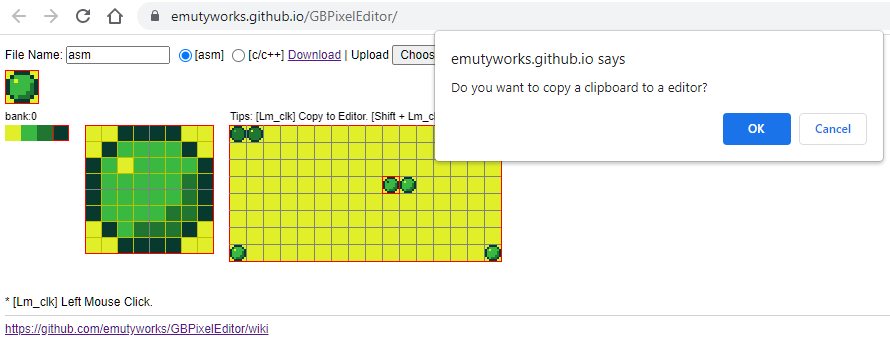 emutyworks.github.io/GBPixelEditor/
File Name: asm [asm] [c/c++] Download | Upload Choos
emutyworks.github.io says
Do you want to copy a clipboard to a editor?
OK Cancel
bank:0
Tips: [Lm_clk] Copy to Editor. [Shift + Lm_cl
* [Lm_clk] Left Mouse Click.
https://github.com/emutyworks/GBPixelEditor/wiki